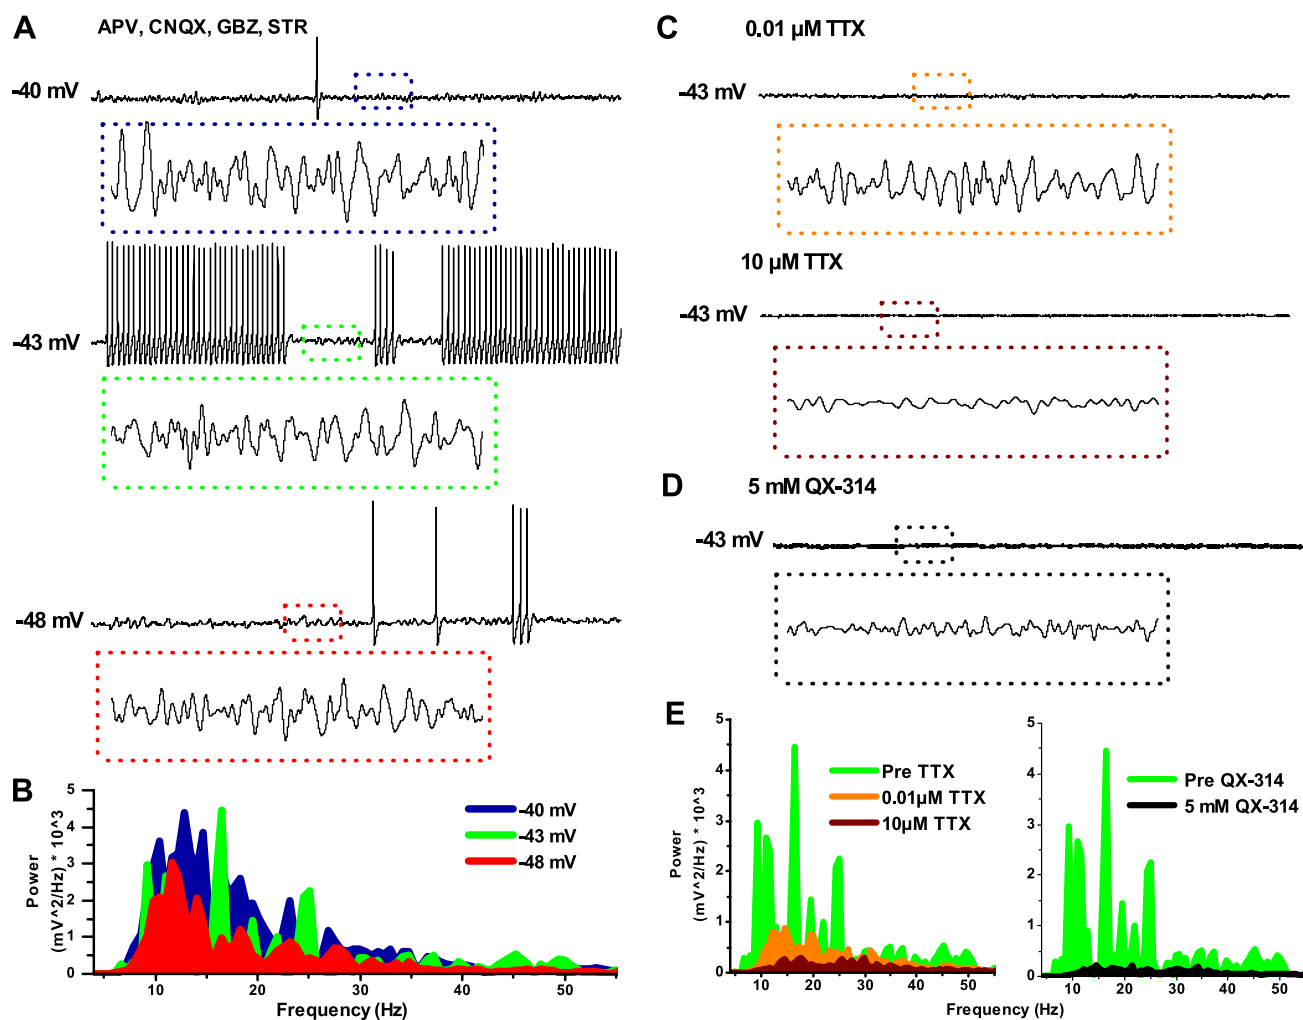 A
APV, CNQX, GBZ, STR
-40 mV
-43 mV
-48 mV
B
5
4
3
2
1
0
Power
(mV^2/Hz) * 10^3
-40 mV
-43 mV
-48 mV
10 20 30 40 50
Frequency (Hz)
C
0.01 µM TTX
-43 mV
10 µM TTX
-43 mV
D
5 mM QX-314
-43 mV
E
5
4
3
2
1
0
Power
(mV^2/Hz) * 10^3
Pre TTX
0.01µM TTX
10µM TTX
10 20 30 40 50
5
4
3
2
1
0
Pre QX-314
5 mM QX-314
10 20 30 40 50
Frequency (Hz)